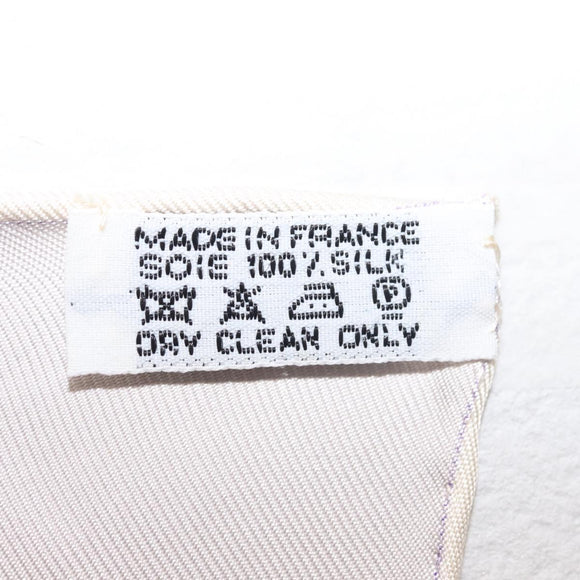 MADE IN FRANCE
SOIE 100% SILK
P
DRY CLEAN ONLY